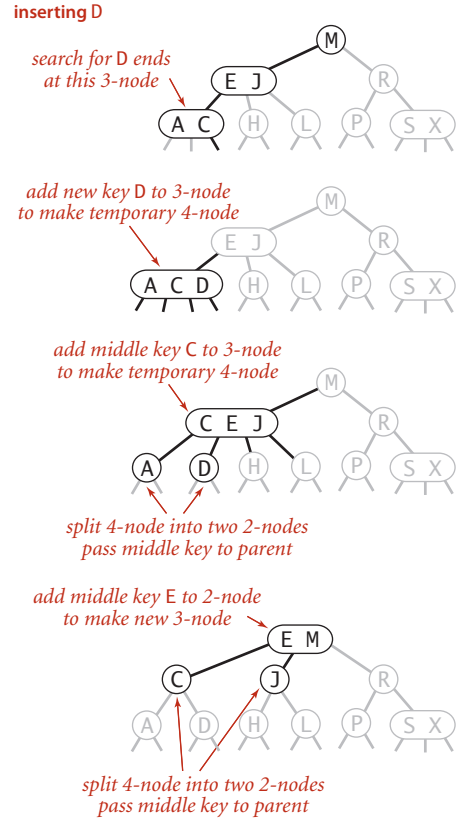 inserting D
M
search for D ends
at this 3-node
E J
R
A C
H
L
P
S X
add new key D to 3-node
to make temporary 4-node
M
E J
R
A C D
H
L
P
S X
add middle key C to 3-node
to make temporary 4-node
M
C E J
R
A
D
H
L
P
S X
split 4-node into two 2-nodes
pass middle key to parent
add middle key E to 2-node
to make new 3-node
E M
C
J
R
A
D
H
L
P
S X
split 4-node into two 2-nodes
pass middle key to parent